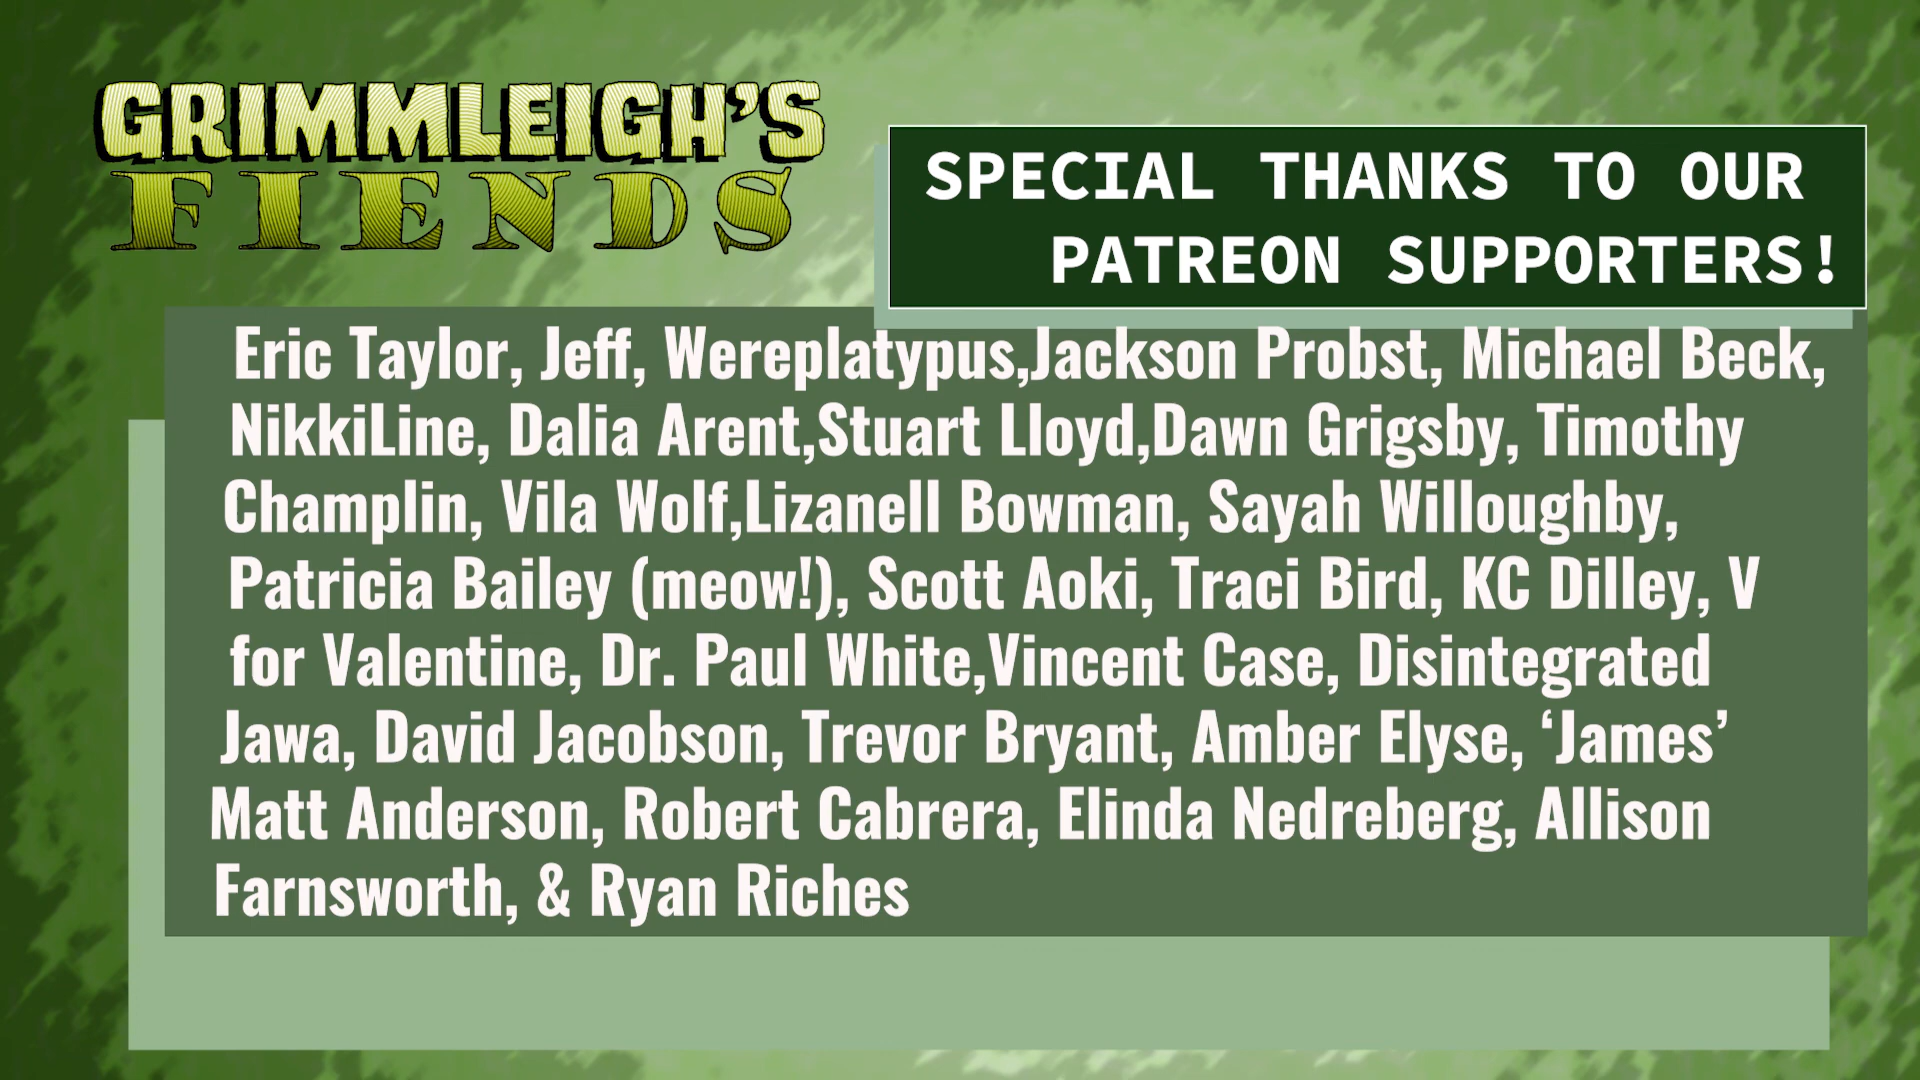 GRIMMLEIGH'S
FIENDS
SPECIAL THANKS TO OUR
PATREON SUPPORTERS!
Eric Taylor, Jeff, Wereplatypus,Jackson Probst, Michael Beck,
NikkiLine, Dalia Arent,Stuart Lloyd,Dawn Grigsby, Timothy
Champlin, Vila Wolf,Lizanell Bowman, Sayah Willoughby,
Patricia Bailey (meow!), Scott Aoki, Traci Bird, KC Dilley, V
for Valentine, Dr. Paul White,Vincent Case, Disintegrated
Jawa, David Jacobson, Trevor Bryant, Amber Elyse, ‘James’
Matt Anderson, Robert Cabrera, Elinda Nedreberg, Allison
Farnsworth, & Ryan Riches